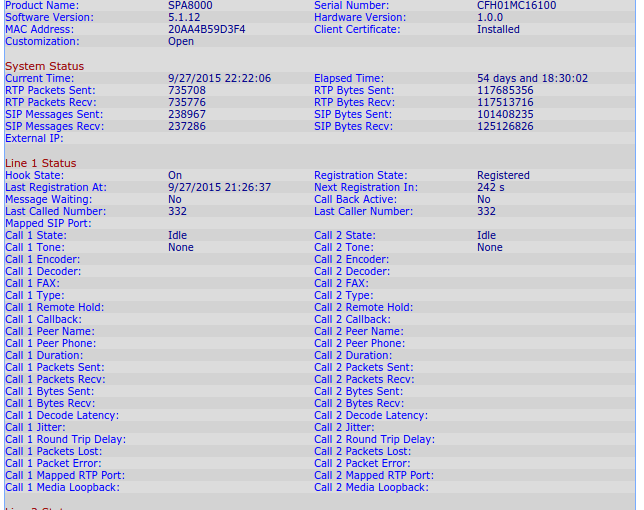 Product Name: SPA8000 Serial Number: CFH01MC16100
Software Version: 5.1.12 Hardware Version: 1.0.0
MAC Address: 20AA4B59D3F4 Client Certificate: Installed
Customization: Open
System Status
Current Time: 9/27/2015 22:22:06 Elapsed Time: 54 days and 18:30:02
RTP Packets Sent: 735708 RTP Bytes Sent: 117685356
RTP Packets Recv: 735776 RTP Bytes Recv: 117513716
SIP Messages Sent: 238967 SIP Bytes Sent: 101408235
SIP Messages Recv: 237286 SIP Bytes Recv: 125126826
External IP:
Line 1 Status
Hook State: On Registration State: Registered
Last Registration At: 9/27/2015 21:26:37 Next Registration In: 242 s
Message Waiting: No Call Back Active: No
Last Called Number: 332 Last Caller Number: 332
Mapped SIP Port:
Call 1 State: Idle Call 2 State: Idle
Call 1 Tone: None Call 2 Tone: None
Call 1 Encoder: Call 2 Encoder:
Call 1 Decoder: Call 2 Decoder:
Call 1 FAX: Call 2 FAX:
Call 1 Type: Call 2 Type:
Call 1 Remote Hold: Call 2 Remote Hold:
Call 1 Callback: Call 2 Callback:
Call 1 Peer Name: Call 2 Peer Name:
Call 1 Peer Phone: Call 2 Peer Phone:
Call 1 Duration: Call 2 Duration:
Call 1 Packets Sent: Call 2 Packets Sent:
Call 1 Packets Recv: Call 2 Packets Recv:
Call 1 Bytes Sent: Call 2 Bytes Sent:
Call 1 Bytes Recv: Call 2 Bytes Recv:
Call 1 Decode Latency: Call 2 Decode Latency:
Call 1 Jitter: Call 2 Jitter:
Call 1 Round Trip Delay: Call 2 Round Trip Delay:
Call 1 Packets Lost: Call 2 Packets Lost:
Call 1 Packet Error: Call 2 Packet Error:
Call 1 Mapped RTP Port: Call 2 Mapped RTP Port:
Call 1 Media Loopback: Call 2 Media Loopback: